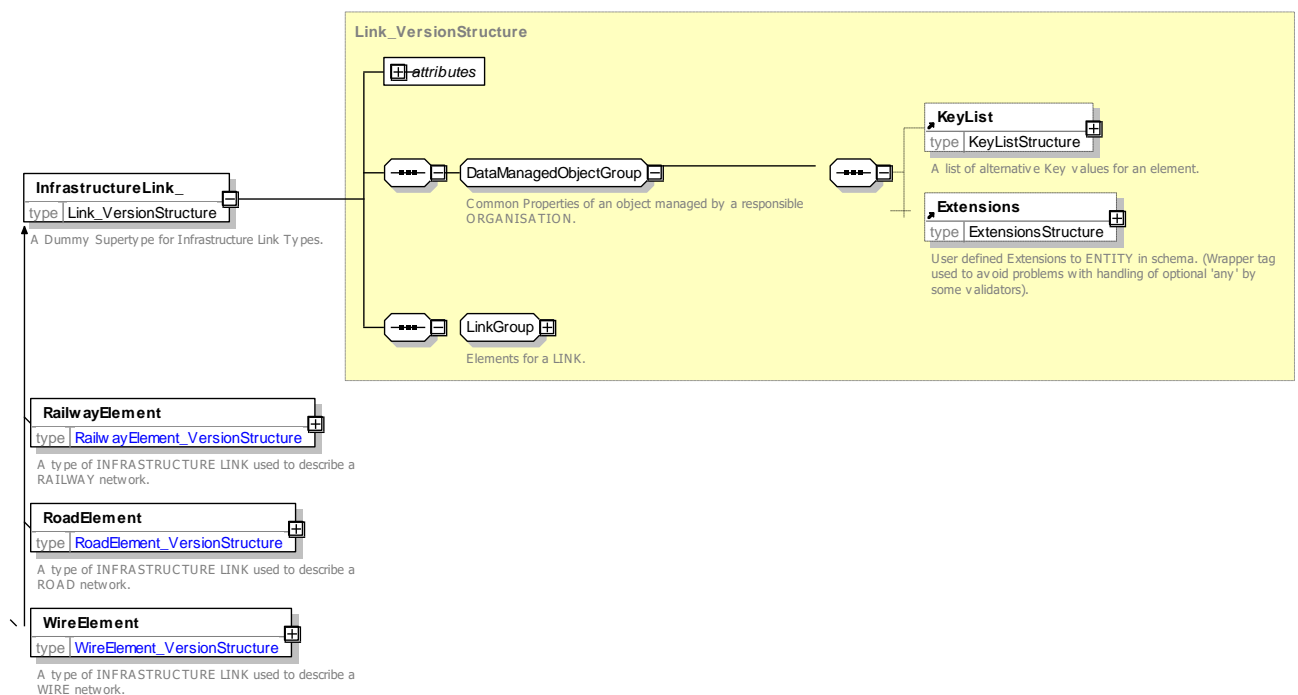 Link_VersionStructure
attributes
KeyList
type KeyListStructure
A list of alternative Key values for an element.
InfrastructureLink_
type Link_VersionStructure
A Dummy Supertype for Infrastructure Link Types.
DataManagedObjectGroup
Common Properties of an object managed by a responsible
ORGANISATION.
Extensions
type ExtensionsStructure
User defined Extensions to ENTITY in schema. (Wrapper tag
used to avoid problems with handling of optional 'any' by
some validators).
LinkGroup
Elements for a LINK.
RailwayElement
type RailwayElement_VersionStructure
A type of INFRASTRUCTURE LINK used to describe a
RAILWAY network.
RoadElement
type RoadElement_VersionStructure
A type of INFRASTRUCTURE LINK used to describe a
ROAD network.
WireElement
type WireElement_VersionStructure
A type of INFRASTRUCTURE LINK used to describe a
WIRE network.